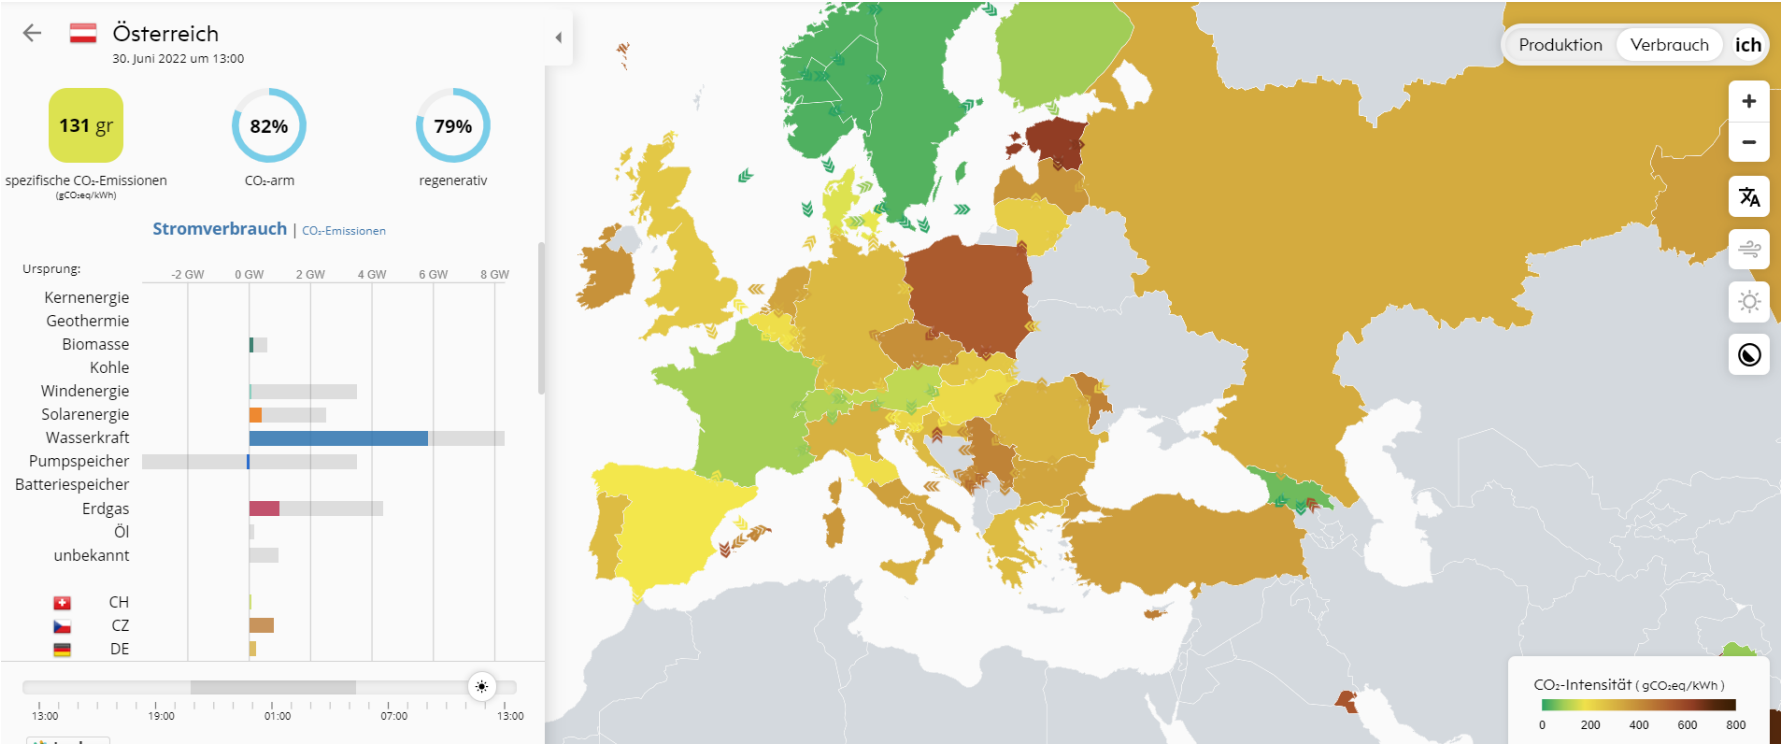 Österreich
30. Juni 2022 um 13:00
131 gr
82%
79%
spezifische CO₂-Emissionen
(gCO₂eq/kWh)
CO₂-arm
regenerativ
Stromverbrauch | CO₂-Emissionen
Ursprung:
-2 GW 0 GW 2 GW 4 GW 6 GW 8 GW
Kernenergie
Geothermie
Biomasse
Kohle
Windenergie
Solarenergie
Wasserkraft
Pumpspeicher
Batteriespeicher
Erdgas
Öl
unbekannt
CH
CZ
DE
13:00 19:00 01:00 07:00 13:00
Produktion Verbrauch ich
+
−
CO₂-Intensität ( gCO₂eq/kWh )
0 200 400 600 800